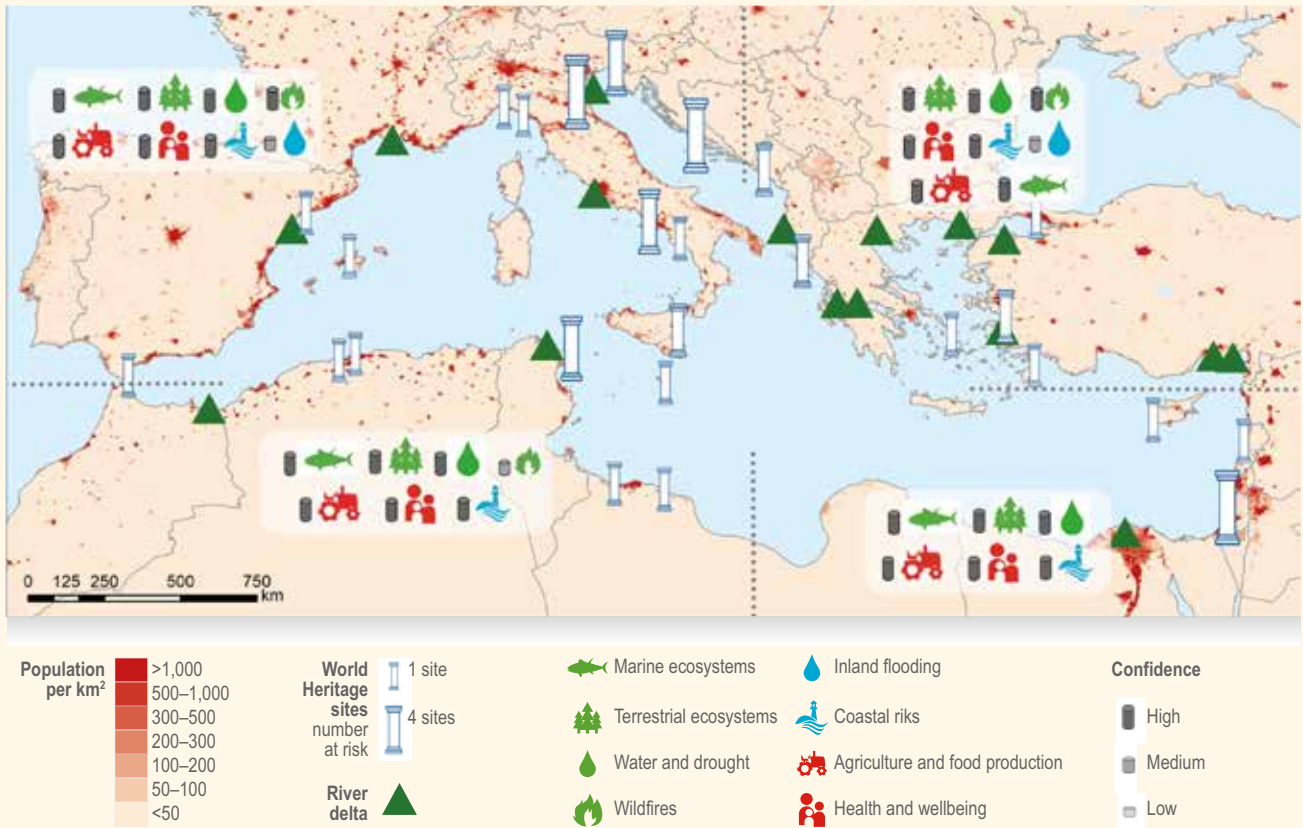 0 125 250 500 750
km
Population
per km²
>1,000
500–1,000
300–500
200–300
100–200
50–100
<50
World
Heritage
sites
number
at risk
1 site
4 sites
River
delta
Marine ecosystems
Terrestrial ecosystems
Water and drought
Wildfires
Inland flooding
Coastal riks
Agriculture and food production
Health and wellbeing
Confidence
High
Medium
Low